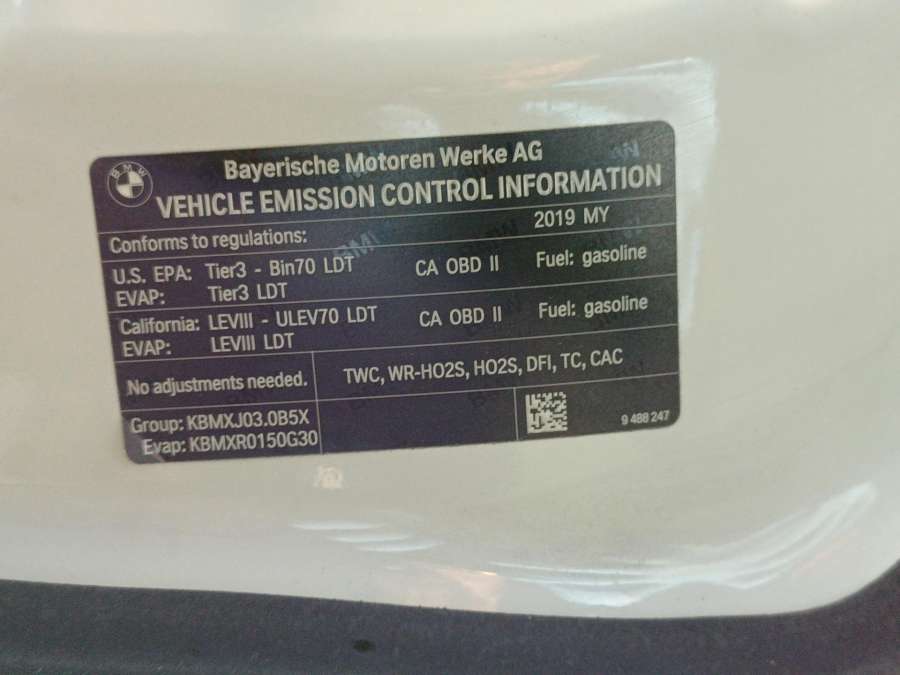 BMW
Bayerische Motoren Werke AG
VEHICLE EMISSION CONTROL INFORMATION
2019 MY
Conforms to regulations:
U.S. EPA: Tier3 - Bin70 LDT CA OBD II Fuel: gasoline
EVAP: Tier3 LDT
California: LEVIII - ULEV70 LDT CA OBD II Fuel: gasoline
EVAP: LEVIII LDT
No adjustments needed. TWC, WR-HO2S, HO2S, DFI, TC, CAC
Group: KBMXJ03.0B5X
Evap: KBMXR0150G30
9 488 247